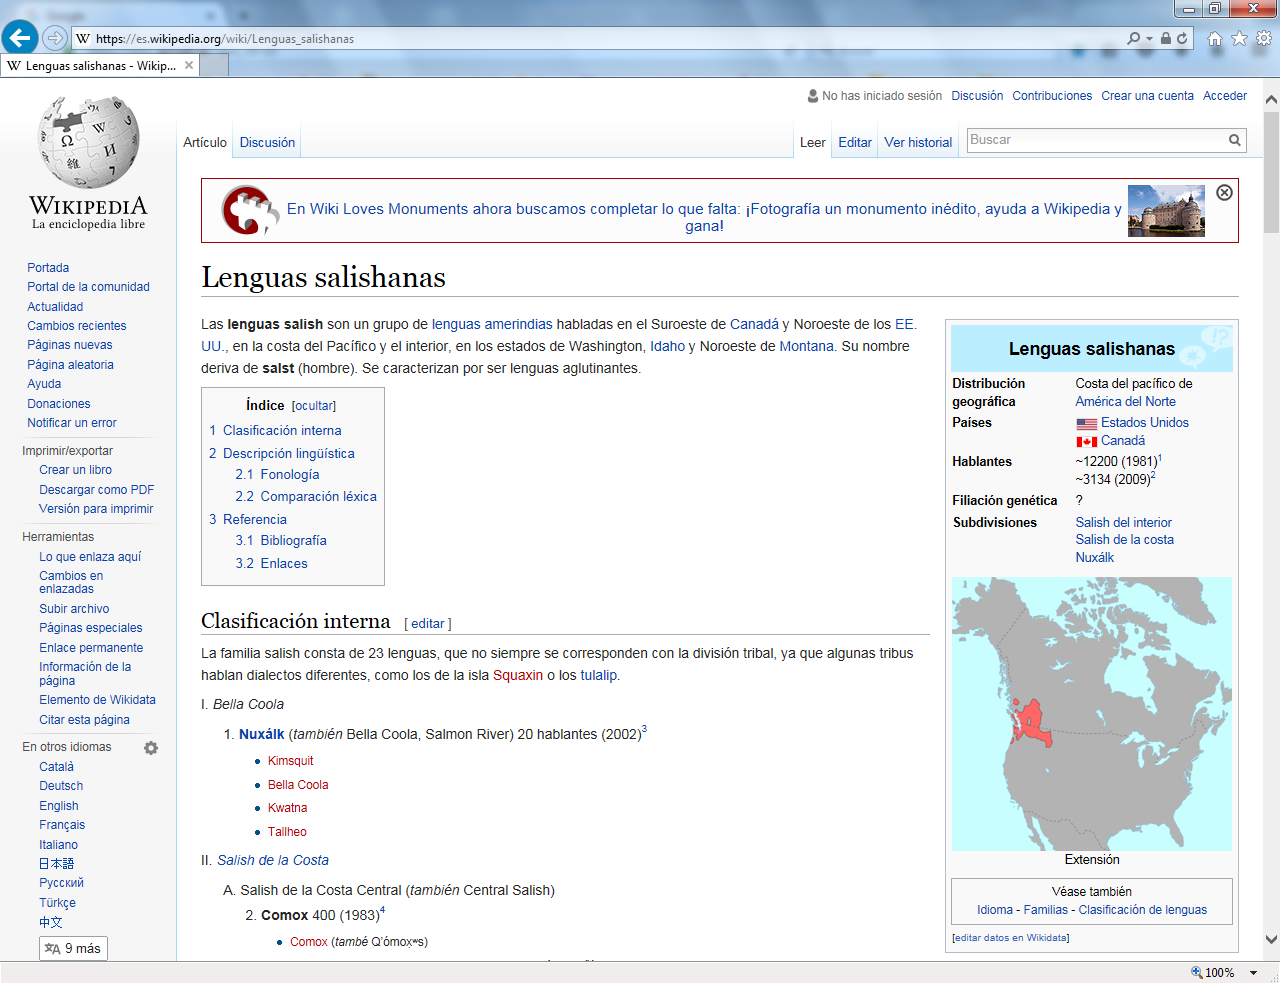 https://es.wikipedia.org/wiki/Lenguas_salishanas
Lenguas salishanas - Wikip...
No has iniciado sesión Discusión Contribuciones Crear una cuenta Acceder
Artículo Discusión Leer Editar Ver historial Buscar
WIKIPEDIA
La enciclopedia libre
Portada
Portal de la comunidad
Actualidad
Cambios recientes
Páginas nuevas
Página aleatoria
Ayuda
Donaciones
Notificar un error
Imprimir/exportar
Crear un libro
Descargar como PDF
Versión para imprimir
Herramientas
Lo que enlaza aquí
Cambios en
enlazadas
Subir archivo
Páginas especiales
Enlace permanente
Información de la
página
Elemento de Wikidata
Citar esta página
En otros idiomas
Català
Deutsch
English
Français
Italiano
日本語
Русский
Türkçe
中文
9 más
En Wiki Loves Monuments ahora buscamos completar lo que falta: ¡Fotografía un monumento inédito, ayuda a Wikipedia y
gana!
Lenguas salishanas
Las lenguas salish son un grupo de lenguas amerindias habladas en el Suroeste de Canadá y Noroeste de los EE.
UU., en la costa del Pacífico y el interior, en los estados de Washington, Idaho y Noroeste de Montana. Su nombre
deriva de salst (hombre). Se caracterizan por ser lenguas aglutinantes.
Índice [ocultar]
1 Clasificación interna
2 Descripción lingüística
2.1 Fonología
2.2 Comparación léxica
3 Referencia
3.1 Bibliografía
3.2 Enlaces
Clasificación interna [ editar ]
La familia salish consta de 23 lenguas, que no siempre se corresponden con la división tribal, ya que algunas tribus
hablan dialectos diferentes, como los de la isla Squaxin o los tulalip.
I. Bella Coola
1. Nuxálk (también Bella Coola, Salmon River) 20 hablantes (2002)3
Kimsquit
Bella Coola
Kwatna
Tallheo
II. Salish de la Costa
A. Salish de la Costa Central (también Central Salish)
2. Comox 400 (1983)4
Comox (també Q'ómox̣ʷs)
Lenguas salishanas
Distribución geográfica Costa del pacífico de
América del Norte
Países Estados Unidos
Canadá
Hablantes ~12200 (1981)1
~3134 (2009)2
Filiación genética ?
Subdivisiones Salish del interior
Salish de la costa
Nuxálk
Extensión
Véase también
Idioma - Familias - Clasificación de lenguas
[editar datos en Wikidata]
100%